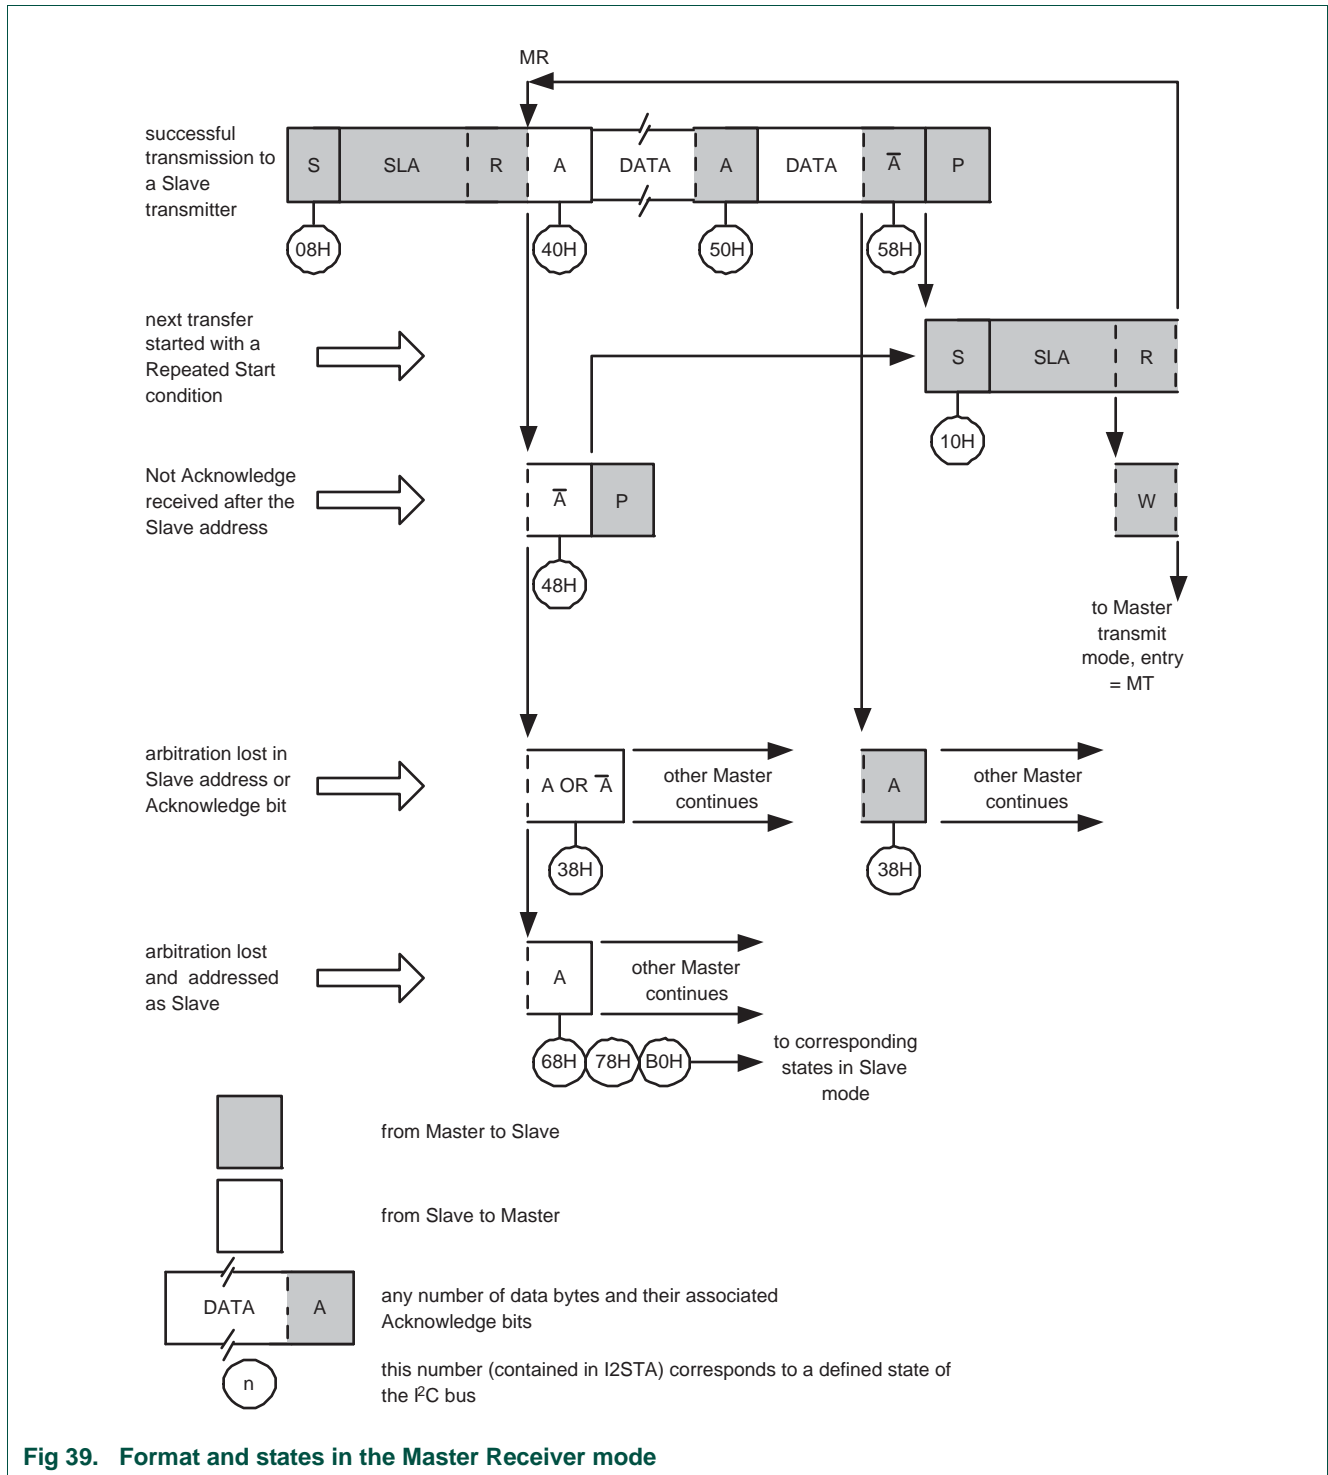 MR
successful
transmission to
a Slave
transmitter
S SLA R A DATA A DATA A̅ P
08H 40H 50H 58H
next transfer
started with a
Repeated Start
condition
S SLA R
10H
Not Acknowledge
received after the
Slave address
A̅ P
48H
W
to Master
transmit
mode, entry
= MT
arbitration lost in
Slave address or
Acknowledge bit
A OR A̅
other Master
continues
A
other Master
continues
38H 38H
arbitration lost
and addressed
as Slave
A
other Master
continues
68H 78H B0H
to corresponding
states in Slave
mode
from Master to Slave
from Slave to Master
DATA A
any number of data bytes and their associated
Acknowledge bits
n
this number (contained in I2STA) corresponds to a defined state of
the I²C bus
Fig 39. Format and states in the Master Receiver mode